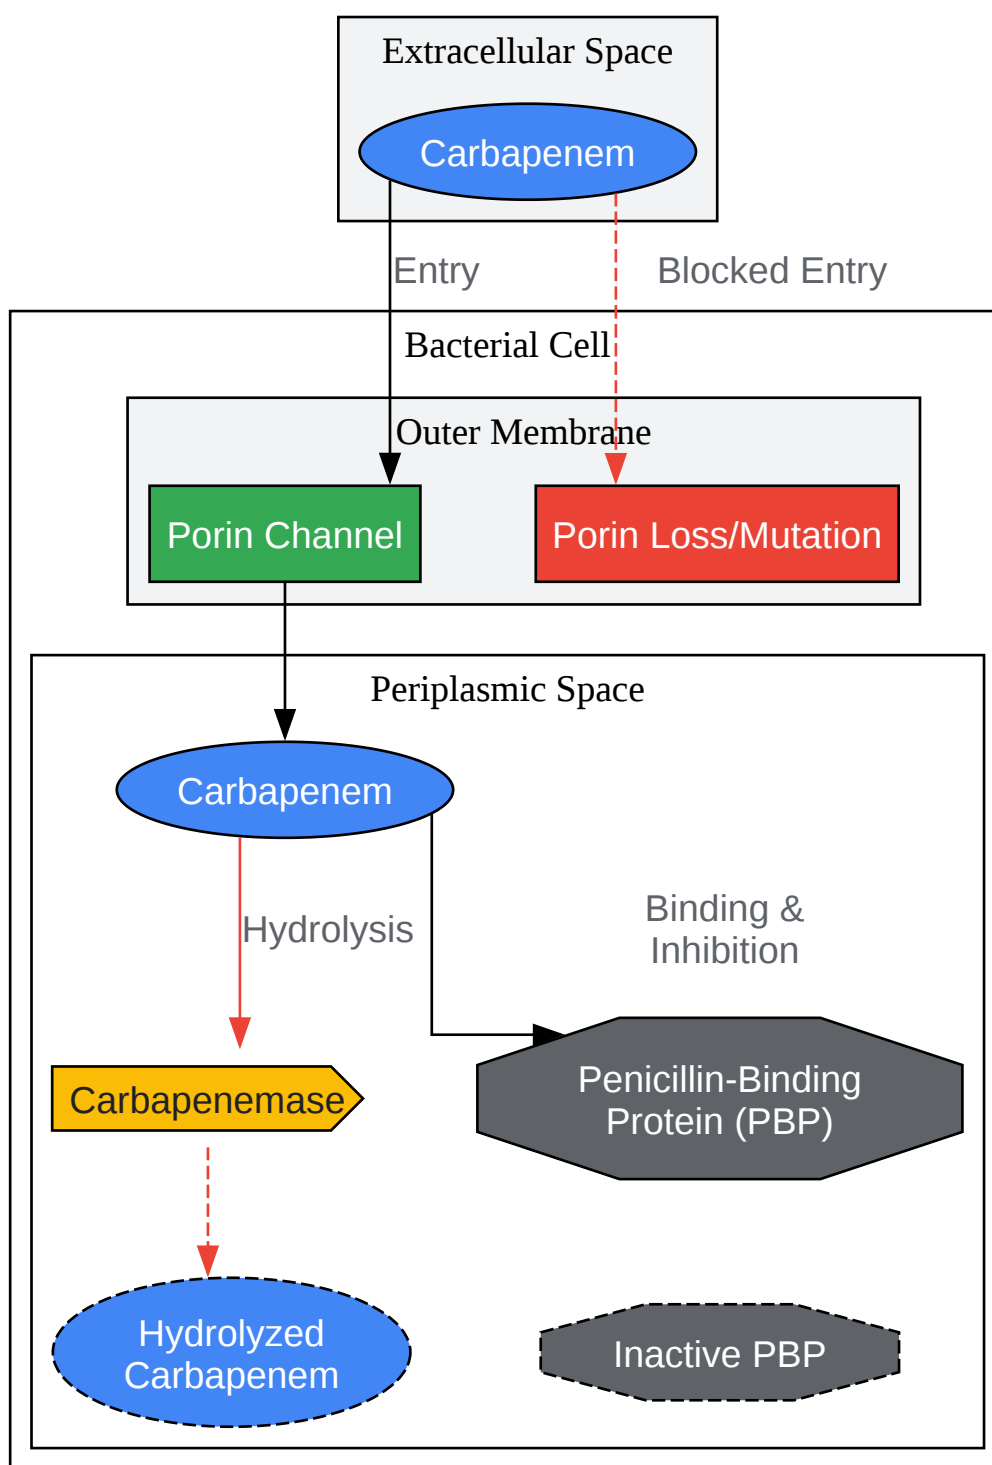 Extracellular Space
Carbapenem
Entry
Blocked Entry
Bacterial Cell
Outer Membrane
Porin Channel
Porin Loss/Mutation
Periplasmic Space
Carbapenem
Hydrolysis
Binding &
Inhibition
Carbapenemase
Penicillin-Binding
Protein (PBP)
Hydrolyzed
Carbapenem
Inactive PBP